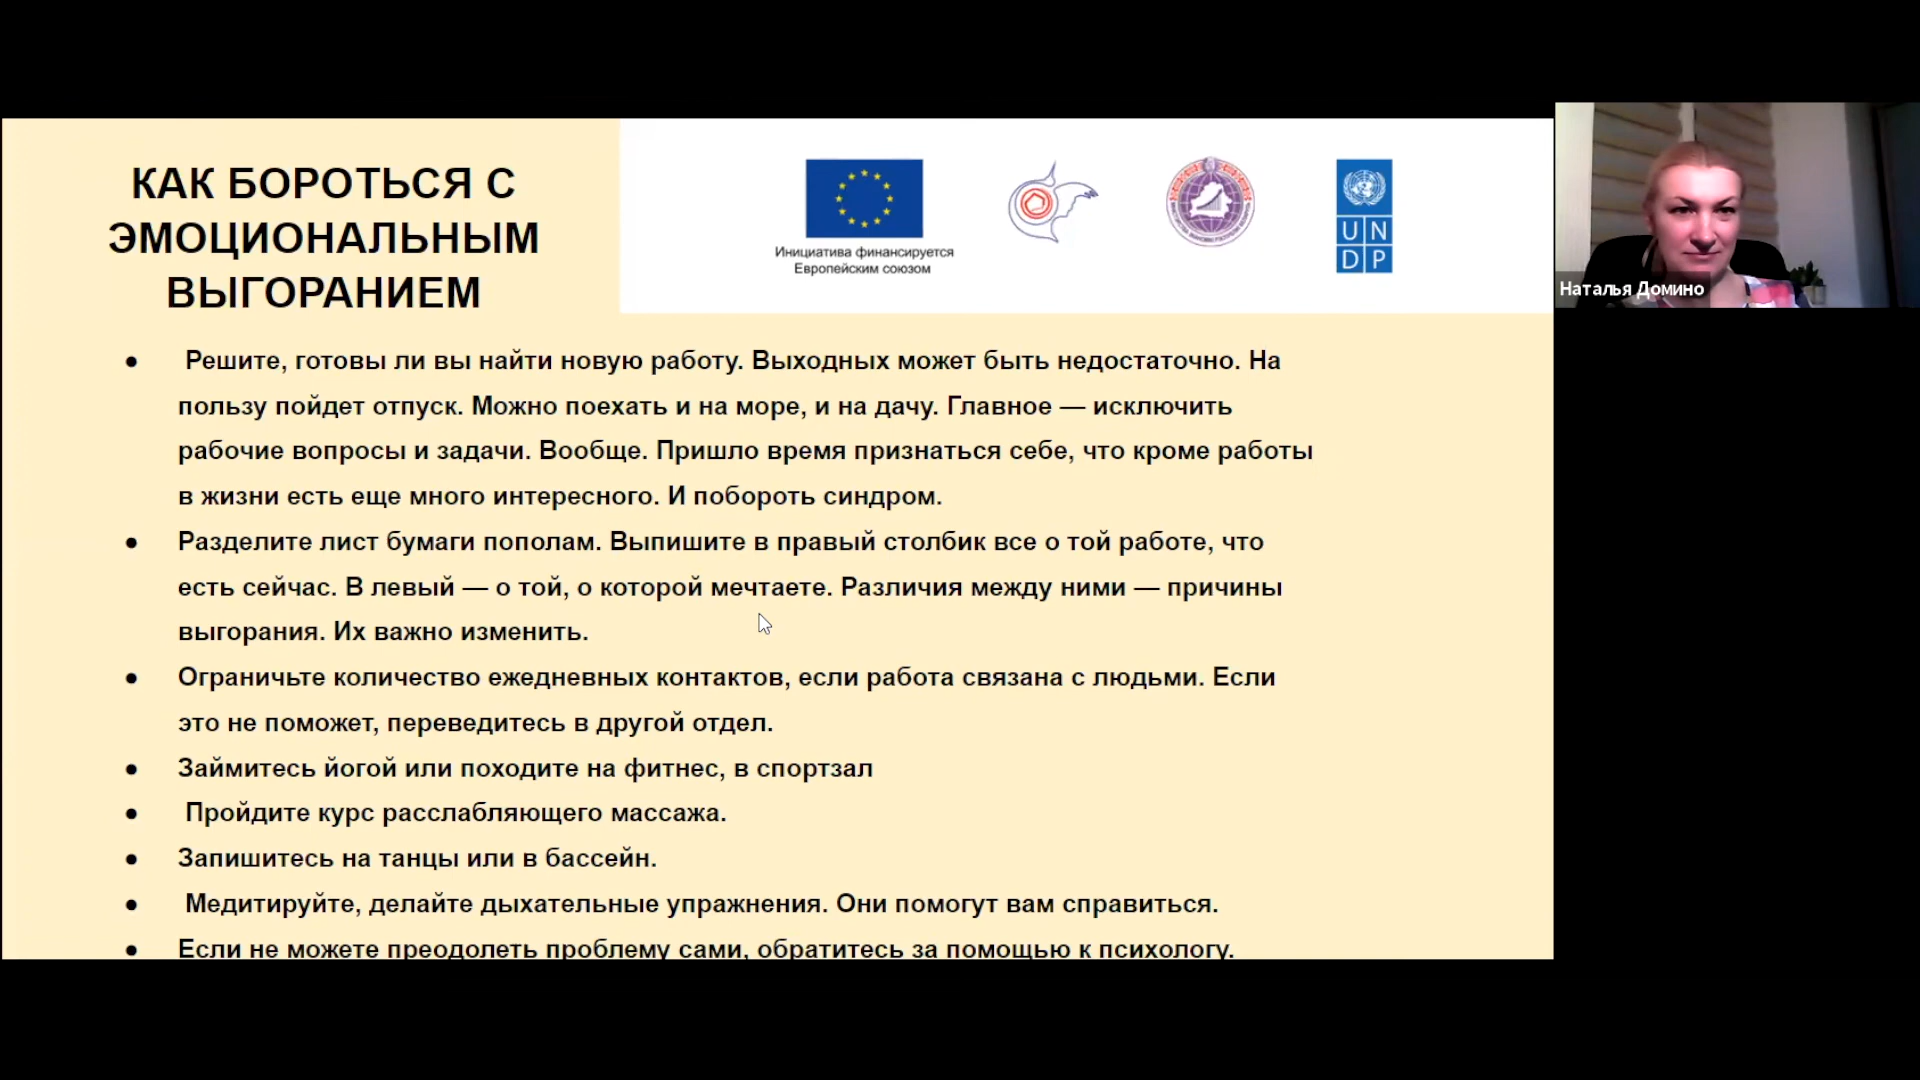 КАК БОРОТЬСЯ С
ЭМОЦИОНАЛЬНЫМ
ВЫГОРАНИЕМ
Инициатива финансируется
Европейским союзом
U N
D P
Наталья Домино
● Решите, готовы ли вы найти новую работу. Выходных может быть недостаточно. На
пользу пойдет отпуск. Можно поехать и на море, и на дачу. Главное — исключить
рабочие вопросы и задачи. Вообще. Пришло время признаться себе, что кроме работы
в жизни есть еще много интересного. И побороть синдром.
● Разделите лист бумаги пополам. Выпишите в правый столбик все о той работе, что
есть сейчас. В левый — о той, о которой мечтаете. Различия между ними — причины
выгорания. Их важно изменить.
● Ограничьте количество ежедневных контактов, если работа связана с людьми. Если
это не поможет, переведитесь в другой отдел.
● Займитесь йогой или походите на фитнес, в спортзал
● Пройдите курс расслабляющего массажа.
● Запишитесь на танцы или в бассейн.
● Медитируйте, делайте дыхательные упражнения. Они помогут вам справиться.
● Если не можете преодолеть проблему сами, обратитесь за помощью к психологу.